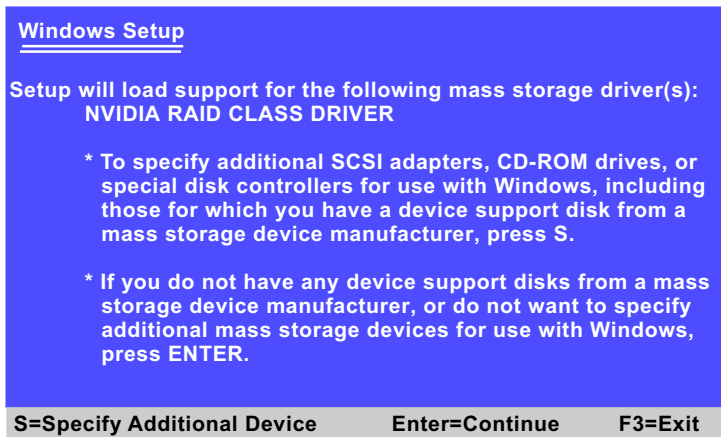 Windows Setup
Setup will load support for the following mass storage driver(s):
NVIDIA RAID CLASS DRIVER
* To specify additional SCSI adapters, CD-ROM drives, or
special disk controllers for use with Windows, including
those for which you have a device support disk from a
mass storage device manufacturer, press S.
* If you do not have any device support disks from a mass
storage device manufacturer, or do not want to specify
additional mass storage devices for use with Windows,
press ENTER.
S=Specify Additional Device Enter=Continue F3=Exit